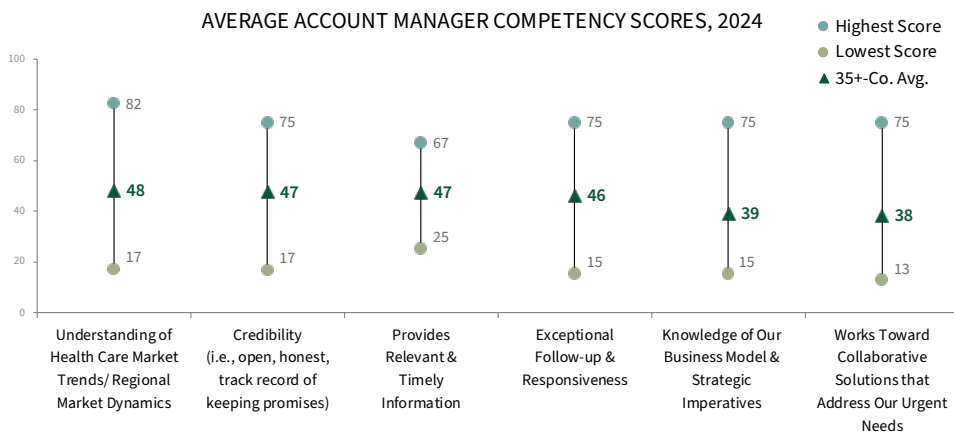 AVERAGE ACCOUNT MANAGER COMPETENCY SCORES, 2024
Highest Score
Lowest Score
35+-Co. Avg.
100
80
60
40
20
0
82
48
17
75
47
17
67
47
25
75
46
15
75
39
15
75
38
13
Understanding of
Health Care Market
Trends/ Regional
Market Dynamics
Credibility
(i.e., open, honest,
track record of
keeping promises)
Provides
Relevant &
Timely
Information
Exceptional
Follow-up &
Responsiveness
Knowledge of Our
Business Model &
Strategic
Imperatives
Works Toward
Collaborative
Solutions that
Address Our Urgent
Needs